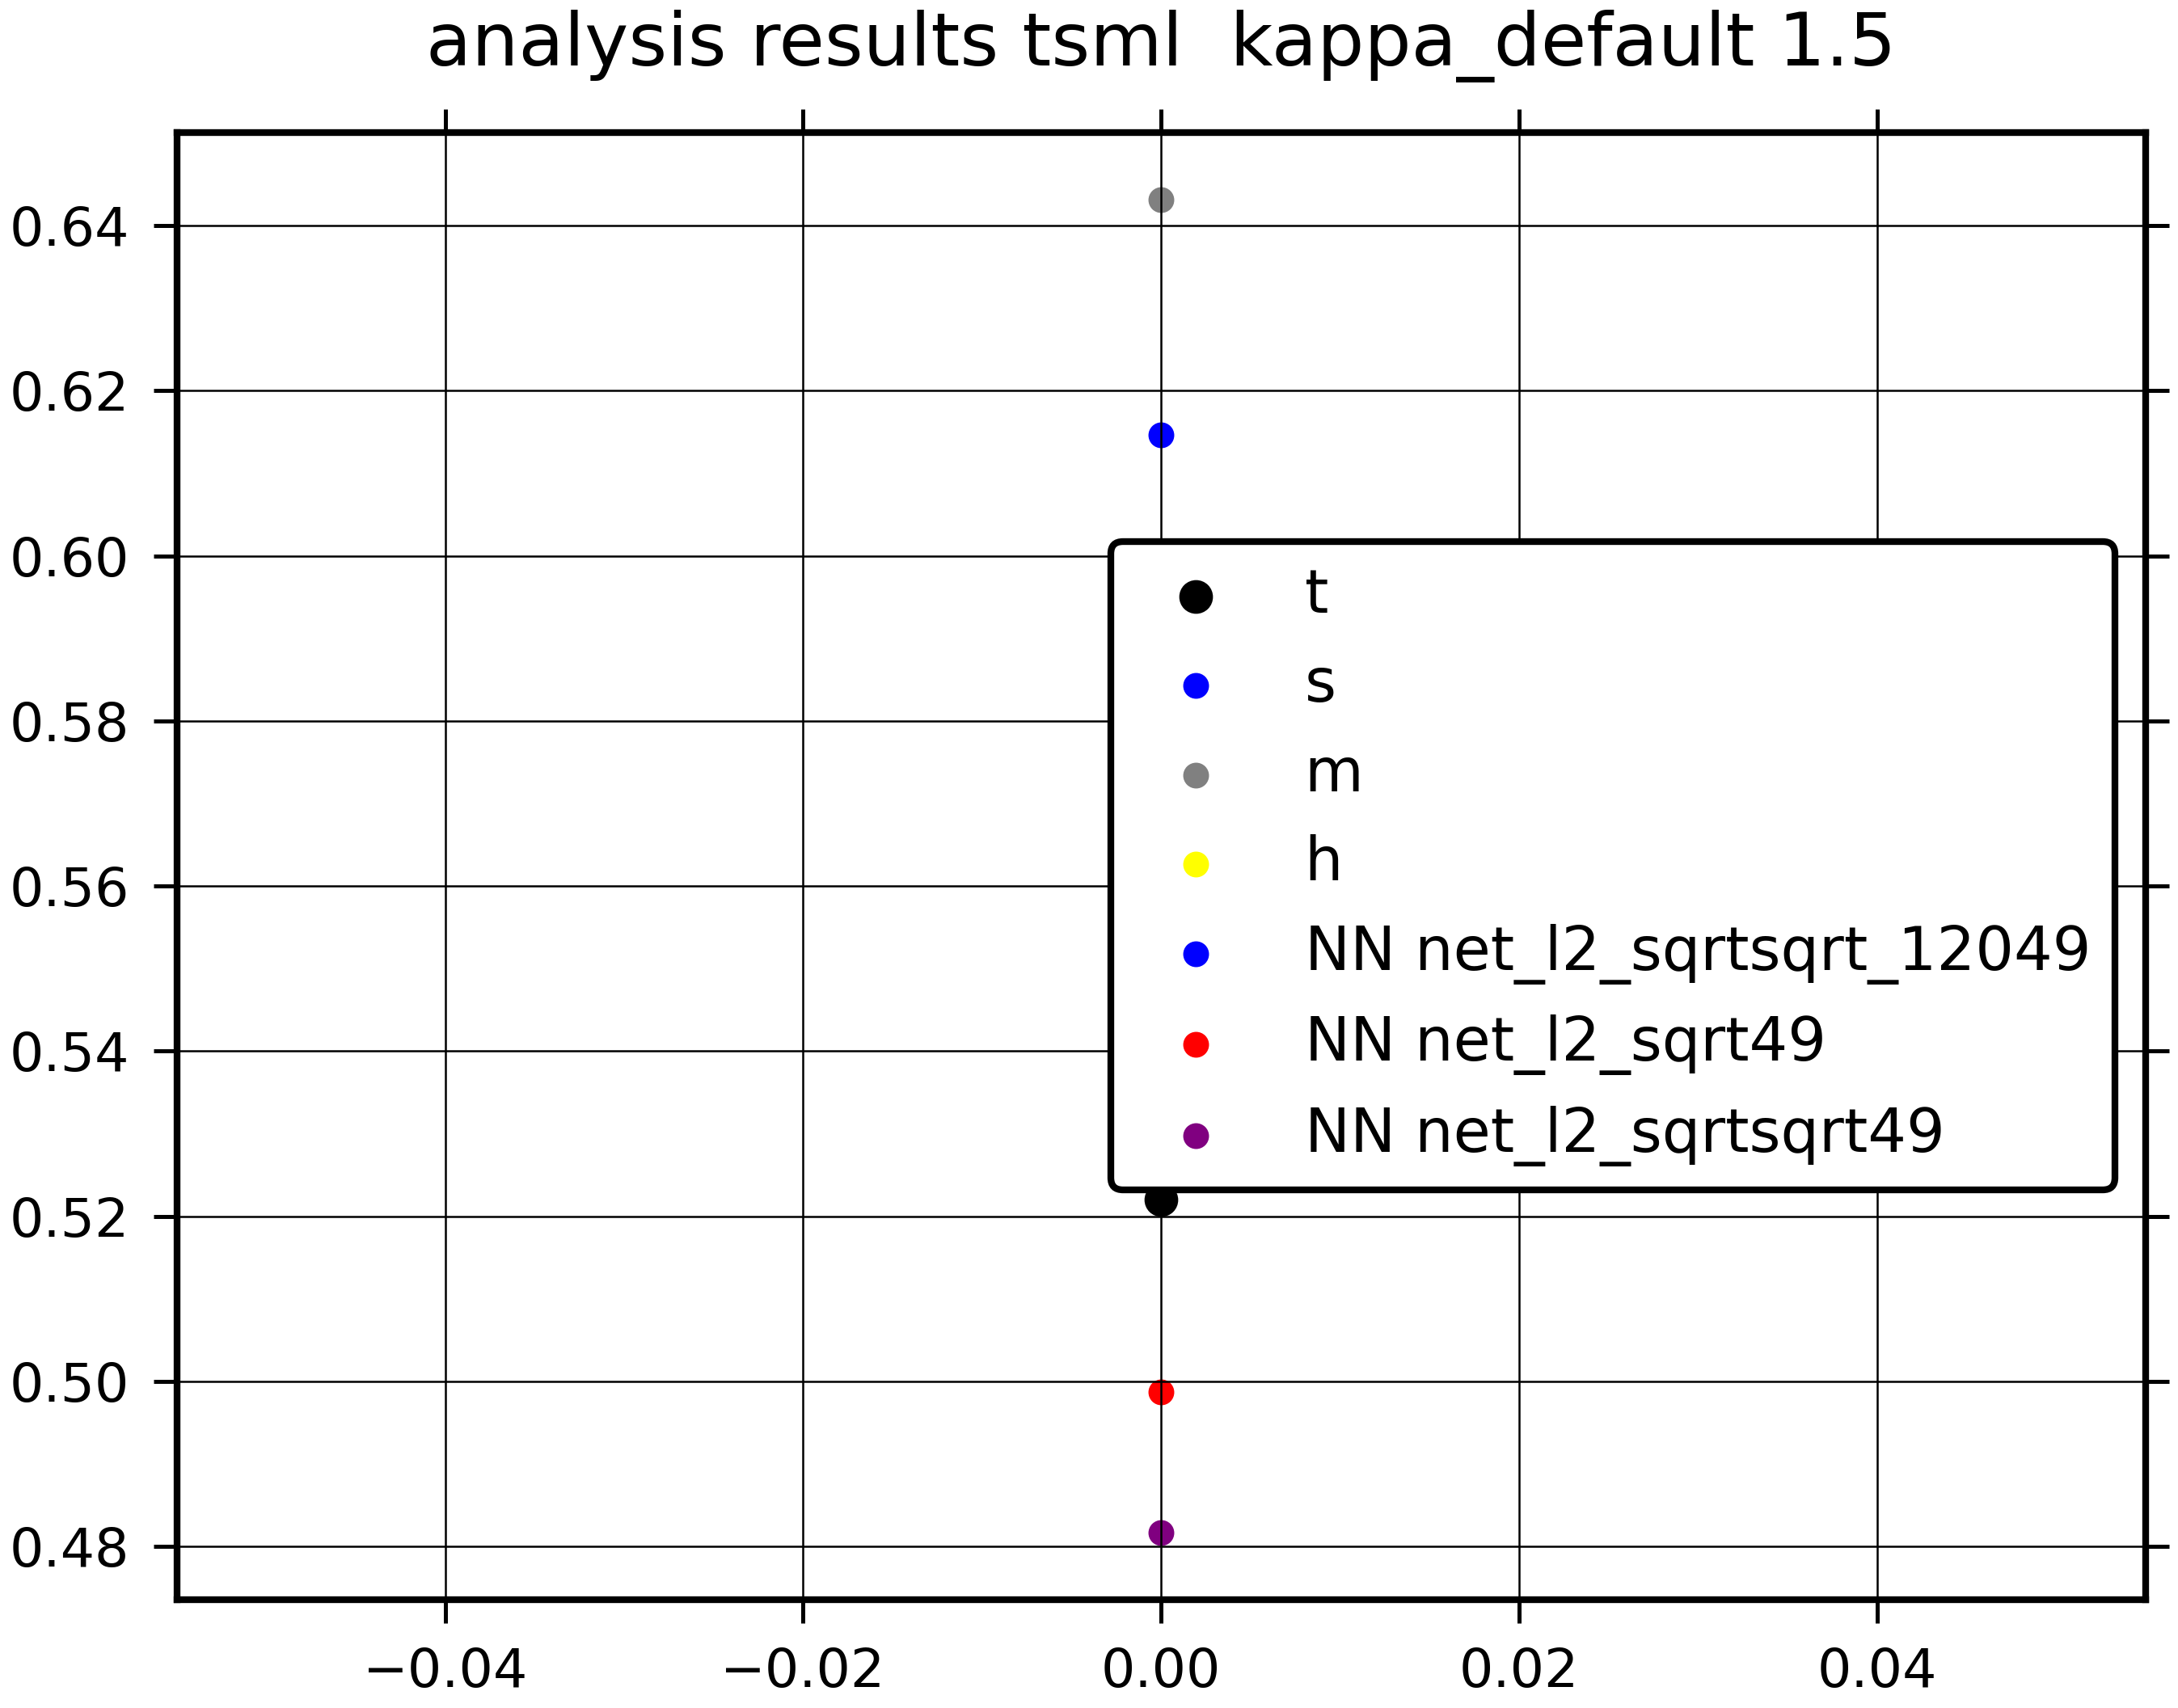 analysis results tsml  kappa_default 1.5
0.64
0.62
0.60
0.58
0.56
0.54
0.52
0.50
0.48
t
s
m
h
NN net_l2_sqrtsqrt_12049
NN net_l2_sqrt49
NN net_l2_sqrtsqrt49
−0.04
−0.02
0.00
0.02
0.04